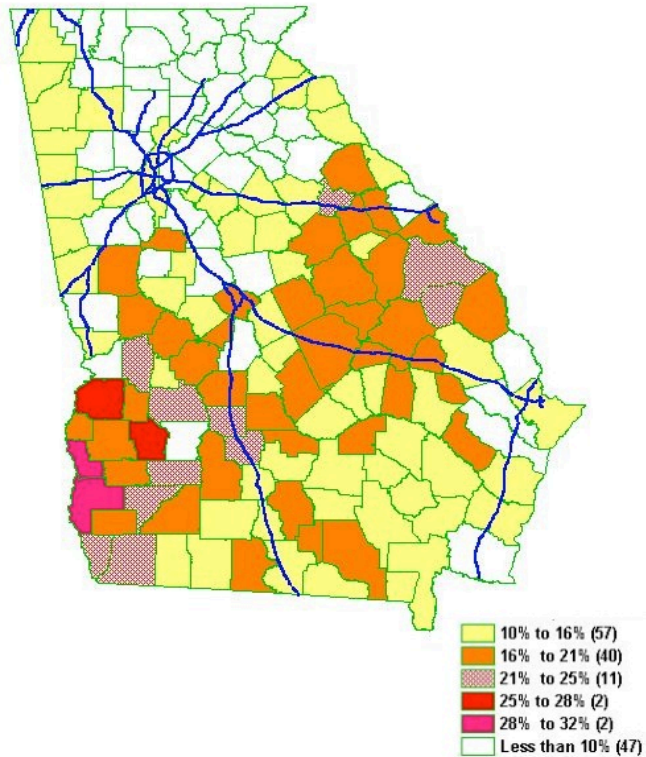 10% to 16% (57)
16% to 21% (40)
21% to 25% (11)
25% to 28% (2)
28% to 32% (2)
Less than 10% (47)